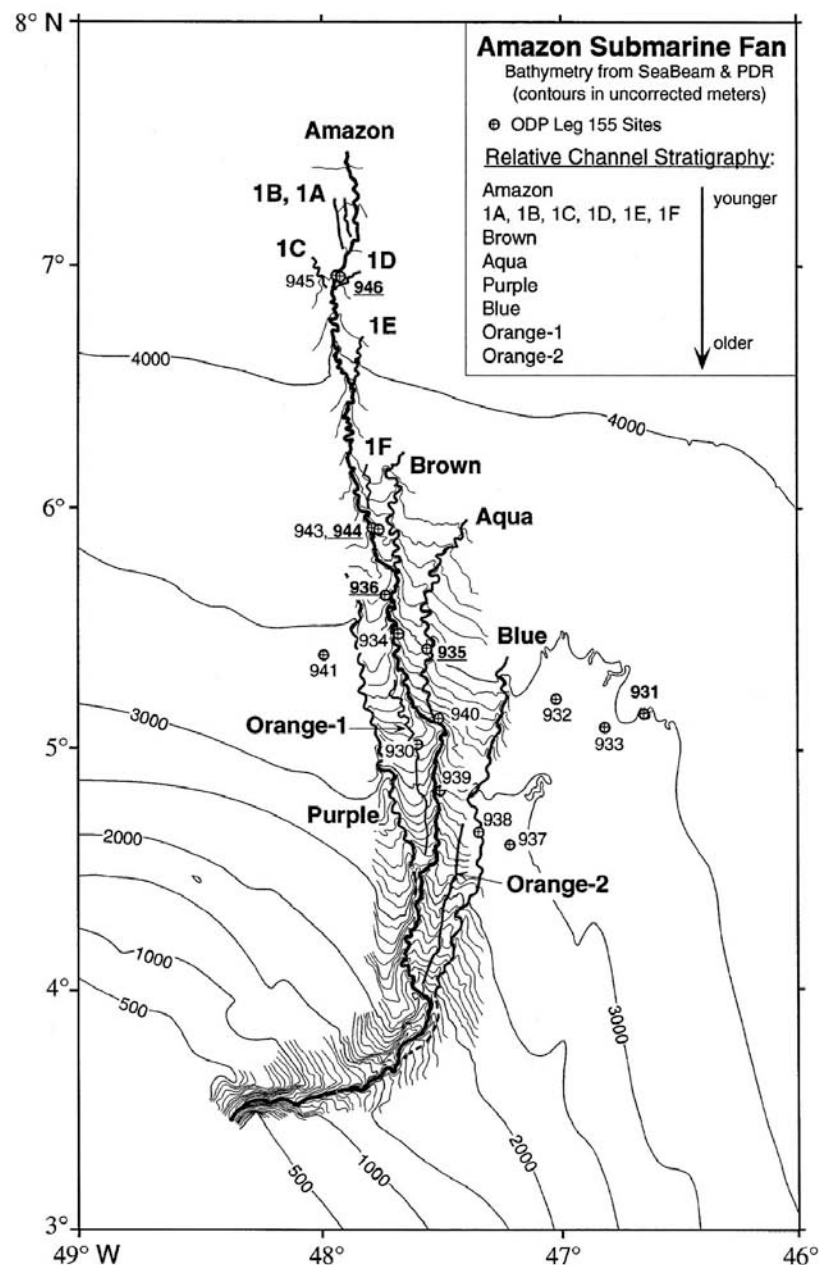 8° N
Amazon Submarine Fan
Bathymetry from SeaBeam & PDR
(contours in uncorrected meters)
ODP Leg 155 Sites
Relative Channel Stratigraphy:
Amazon
1A, 1B, 1C, 1D, 1E, 1F
Brown
Aqua
Purple
Blue
Orange-1
Orange-2
younger
older
Amazon
1B, 1A
7°
1C
1D
945
946
1E
4000
4000
1F
Brown
6°
Aqua
943, 944
936
Blue
934
935
941
931
932
933
3000
Orange-1
940
5°
930
939
Purple
938
937
2000
Orange-2
1000
4°
500
3000
2000
500
1000
3°
49° W
48°
47°
46°